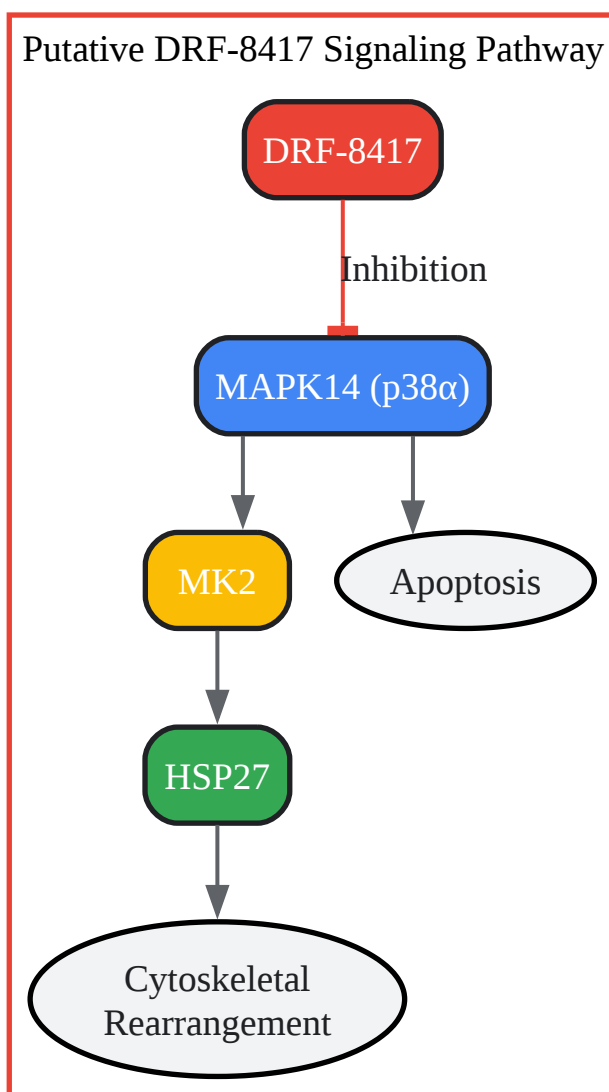 Putative DRF-8417 Signaling Pathway
DRF-8417
Inhibition
MAPK14 (p38α)
MK2
Apoptosis
HSP27
Cytoskeletal
Rearrangement